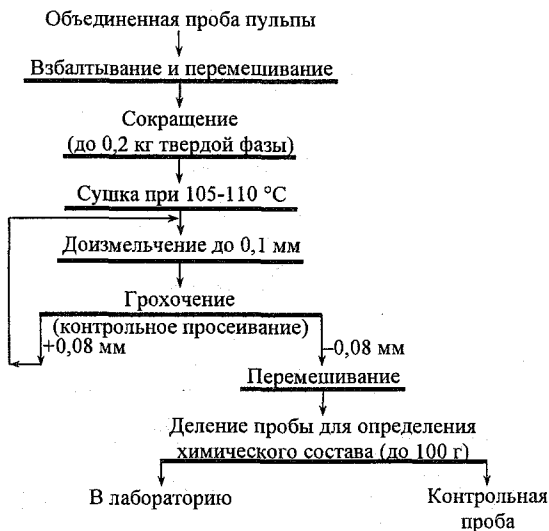 Объединенная проба пульпы
Взбалтывание и перемешивание
Сокращение
(до 0,2 кг твердой фазы)
Сушка при 105-110 °С
Доизмельчение до 0,1 мм
Грохочение
(контрольное просеивание)
+0,08 мм
–0,08 мм
Перемешивание
Деление пробы для определения
химического состава (до 100 г)
В лабораторию
Контрольная
проба